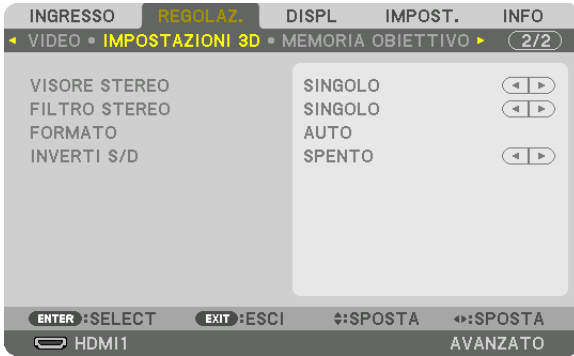 INGRESSO REGOLAZ. DISPL IMPOST. INFO
VIDEO • IMPOSTAZIONI 3D • MEMORIA OBIETTIVO 2/2
VISORE STEREO SINGOLO
FILTRO STEREO SINGOLO
FORMATO AUTO
INVERTI S/D SPENTO
ENTER :SELECT EXIT :ESCI :SPOSTA :SPOSTA
HDMI1 AVANZATO